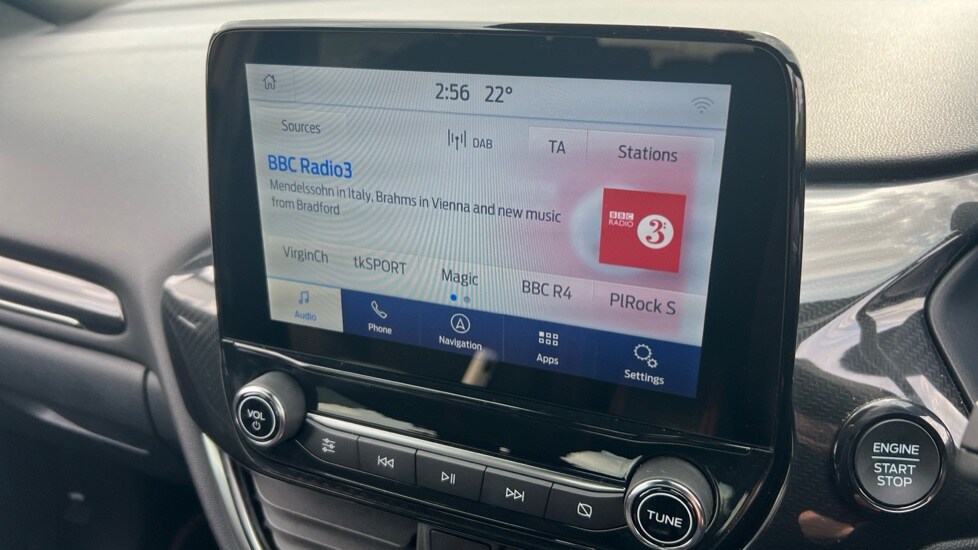 2:56 22°
Sources
DAB
TA
Stations
BBC Radio3
Mendelssohn in Italy, Brahms in Vienna and new music
from Bradford
BBC
RADIO
3
VirginCh
tkSPORT
Magic
BBC R4
PlRock S
Audio
Phone
Navigation
Apps
Settings
VOL
TUNE
ENGINE
START
STOP